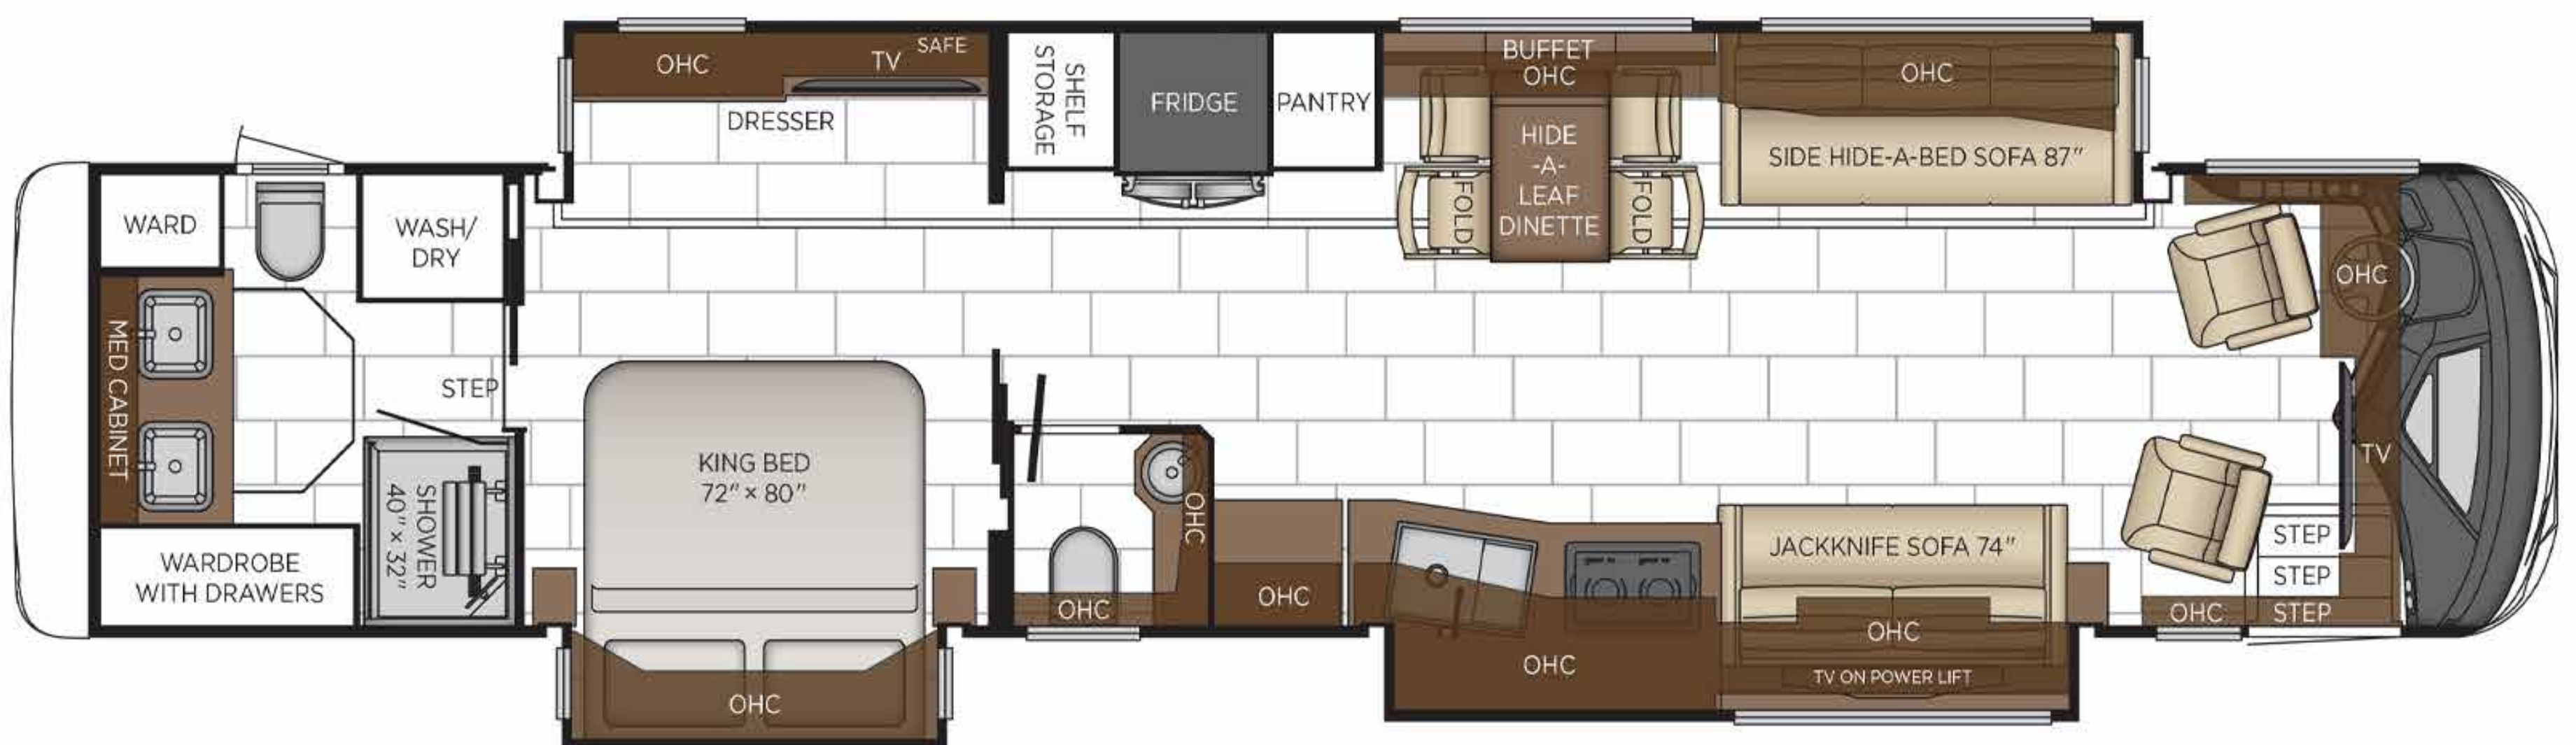 OHC
TV
SAFE
DRESSER
SHELF
STORAGE
FRIDGE
PANTRY
BUFFET
OHC
HIDE
-A-
LEAF
DINETTE
FOLD
FOLD
OHC
SIDE HIDE-A-BED SOFA 87"
WARD
WASH/
DRY
MED CABINET
STEP
WARDROBE
WITH DRAWERS
SHOWER
40" × 32"
KING BED
72" × 80"
OHC
OHC
OHC
OHC
OHC
JACKKNIFE SOFA 74"
OHC
TV ON POWER LIFT
OHC
TV
STEP
STEP
STEP
OHC